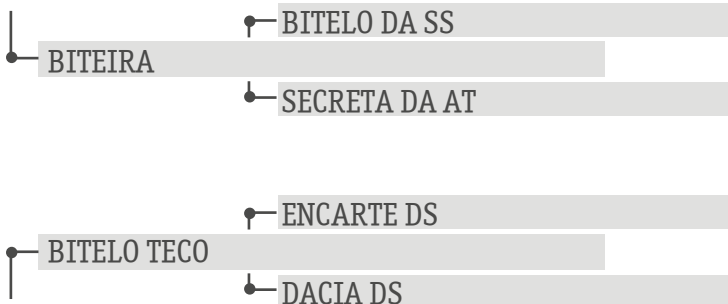 BITELO DA SS
BITEIRA
SECRETA DA AT
ENCARTE DS
BITELO TECO
DACIA DS